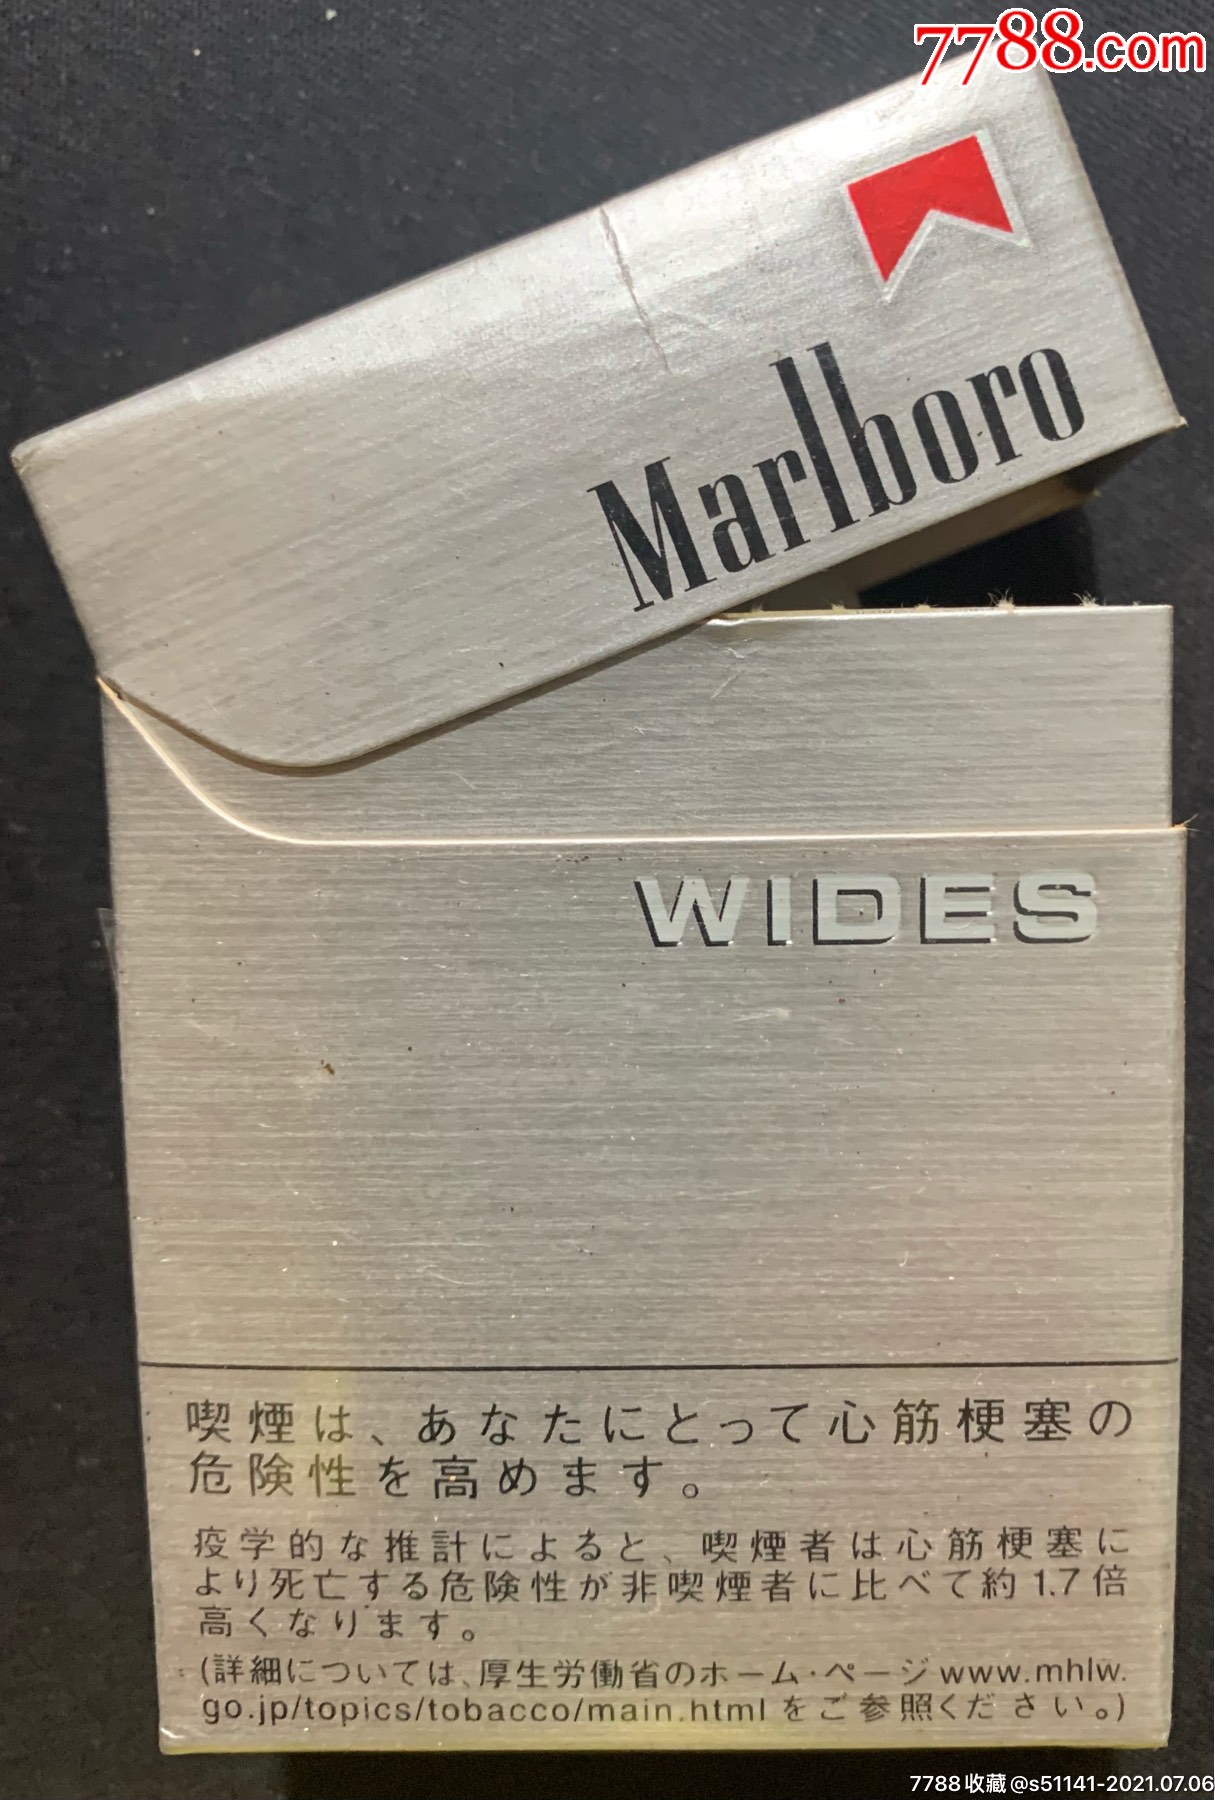 7788.com
Marlboro
WIDES
喫煙は、あなたにとって心筋梗塞の
危険性を高めます。
疫学的な推計によると、喫煙者は心筋梗塞に
より死亡する危険性が非喫煙者に比べて約1.7倍
高くなります。
(詳細については、厚生労働省のホーム・ページwww.mhlw.
go.jp/topics/tobacco/main.htmlをご参照ください。)
7788收藏@s51141-2021.07.06